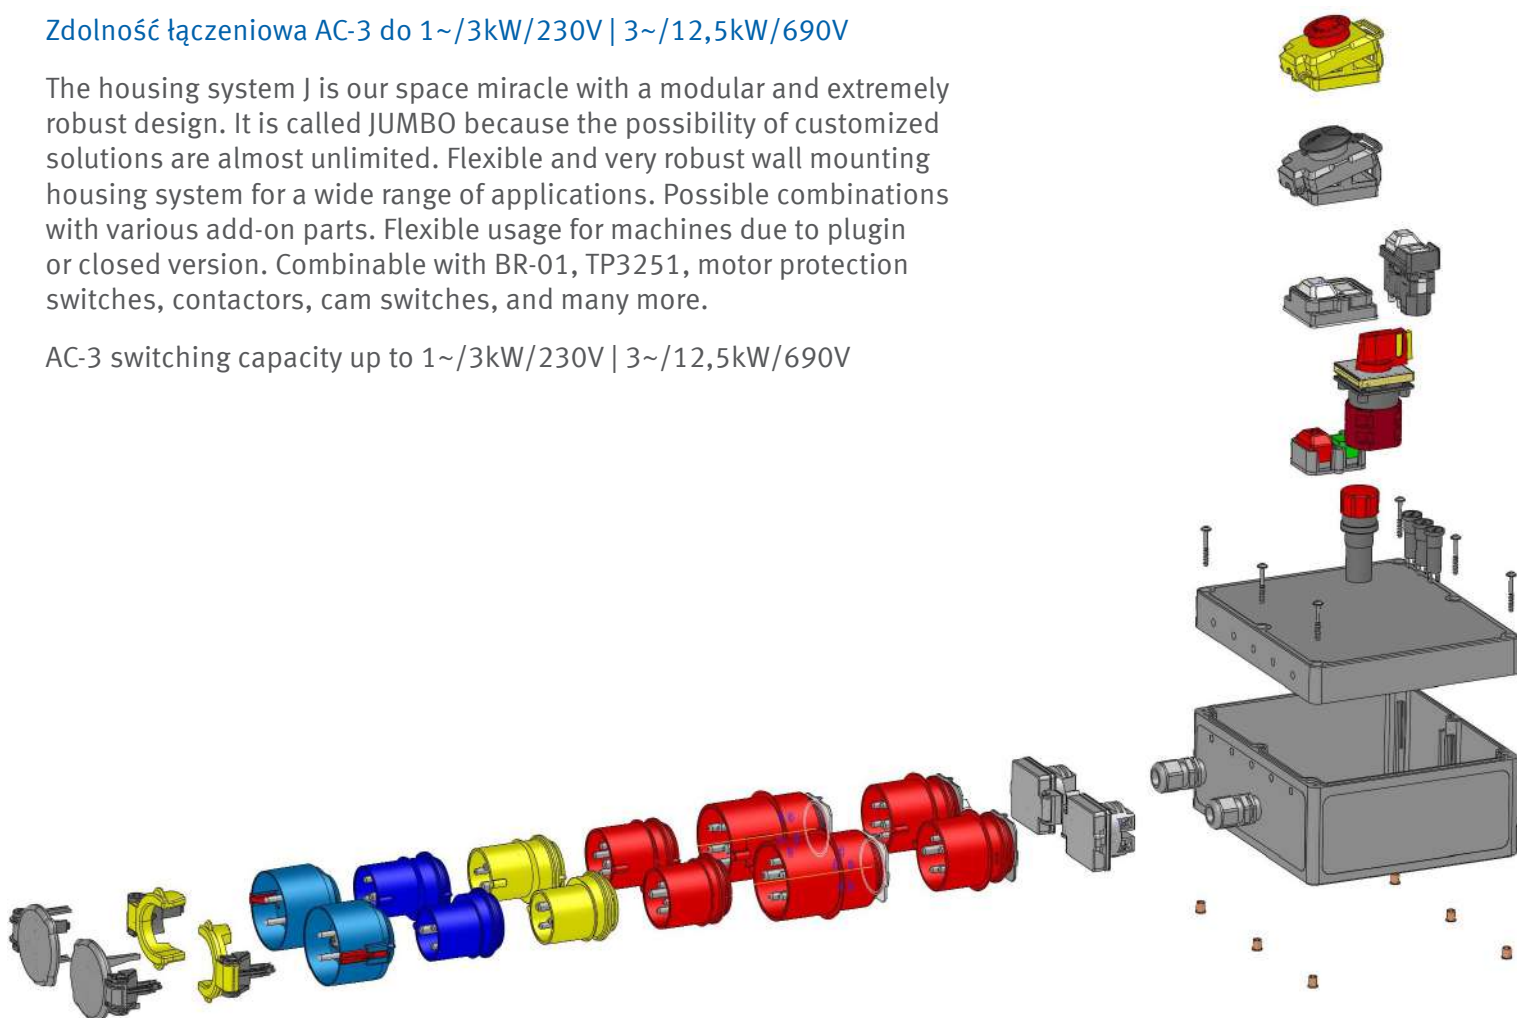 Zdolność łączeniowa AC-3 do 1~/3kW/230V | 3~/12,5kW/690V
The housing system J is our space miracle with a modular and extremely
robust design. It is called JUMBO because the possibility of customized
solutions are almost unlimited. Flexible and very robust wall mounting
housing system for a wide range of applications. Possible combinations
with various add-on parts. Flexible usage for machines due to plugin
or closed version. Combinable with BR-01, TP3251, motor protection
switches, contactors, cam switches, and many more.
AC-3 switching capacity up to 1~/3kW/230V | 3~/12,5kW/690V